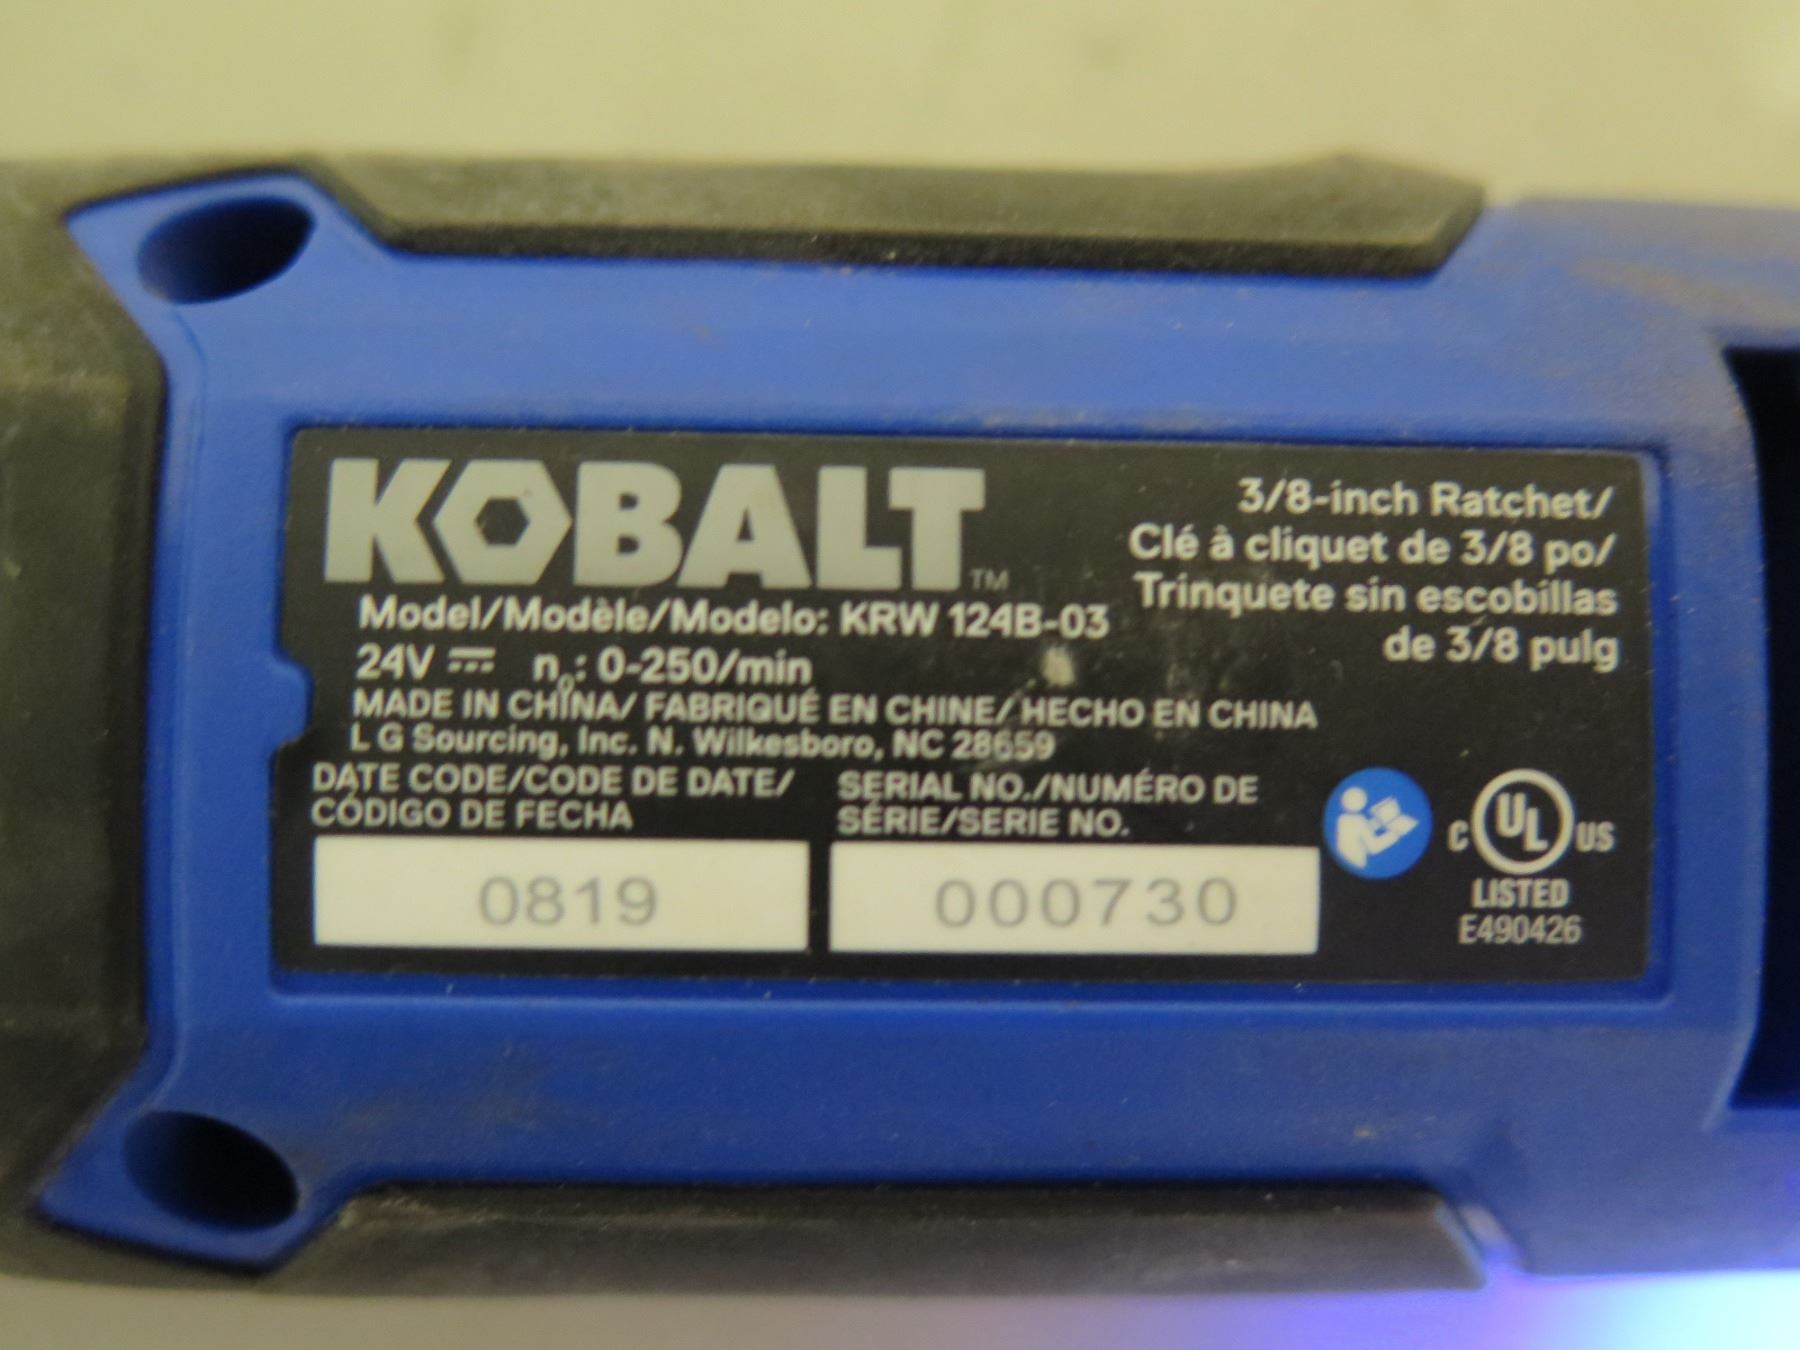 KOBALT™
3/8-inch Ratchet/
Clé à cliquet de 3/8 po/
Trinquete sin escobillas
de 3/8 pulg
Model/Modèle/Modelo: KRW 124B-03
24V ⎓ n₀: 0-250/min
MADE IN CHINA/ FABRIQUÉ EN CHINE/ HECHO EN CHINA
L G Sourcing, Inc. N. Wilkesboro, NC 28659
DATE CODE/CODE DE DATE/
CÓDIGO DE FECHA
0819
SERIAL NO./NUMÉRO DE
SÉRIE/SERIE NO.
000730
C UL US
LISTED
E490426